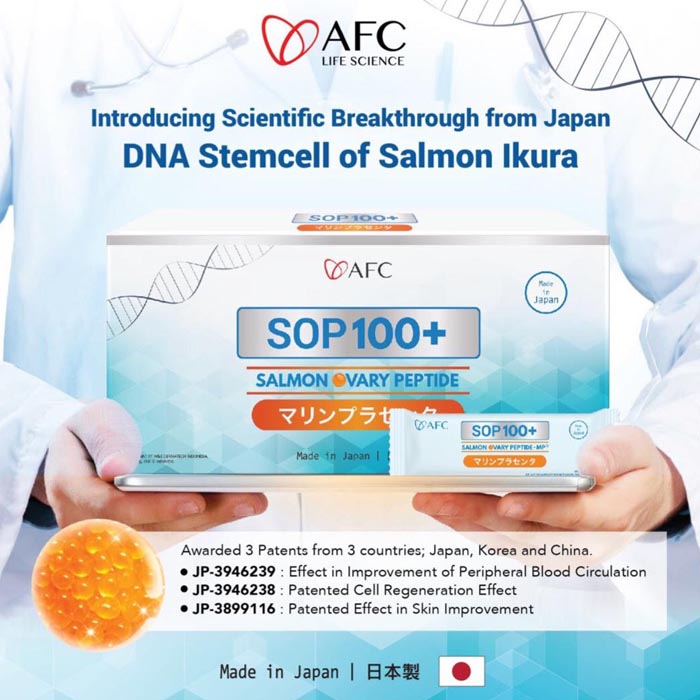 AFC
LIFE SCIENCE
Introducing Scientific Breakthrough from Japan
DNA Stemcell of Salmon Ikura
SOP100+
マリンプラセンタ
AFC
Made
in
Japan
SOP100+
SALMON OVARY PEPTIDE
マリンプラセンタ
Made in Japan |
AFC
SOP100+
SALMON OVARY PEPTIDE-MP
マリンプラセンタ
Awarded 3 Patents from 3 countries; Japan, Korea and China.
• JP-3946239 : Effect in Improvement of Peripheral Blood Circulation
• JP-3946238 : Patented Cell Regeneration Effect
• JP-3899116 : Patented Effect in Skin Improvement
Made in Japan | 日本製